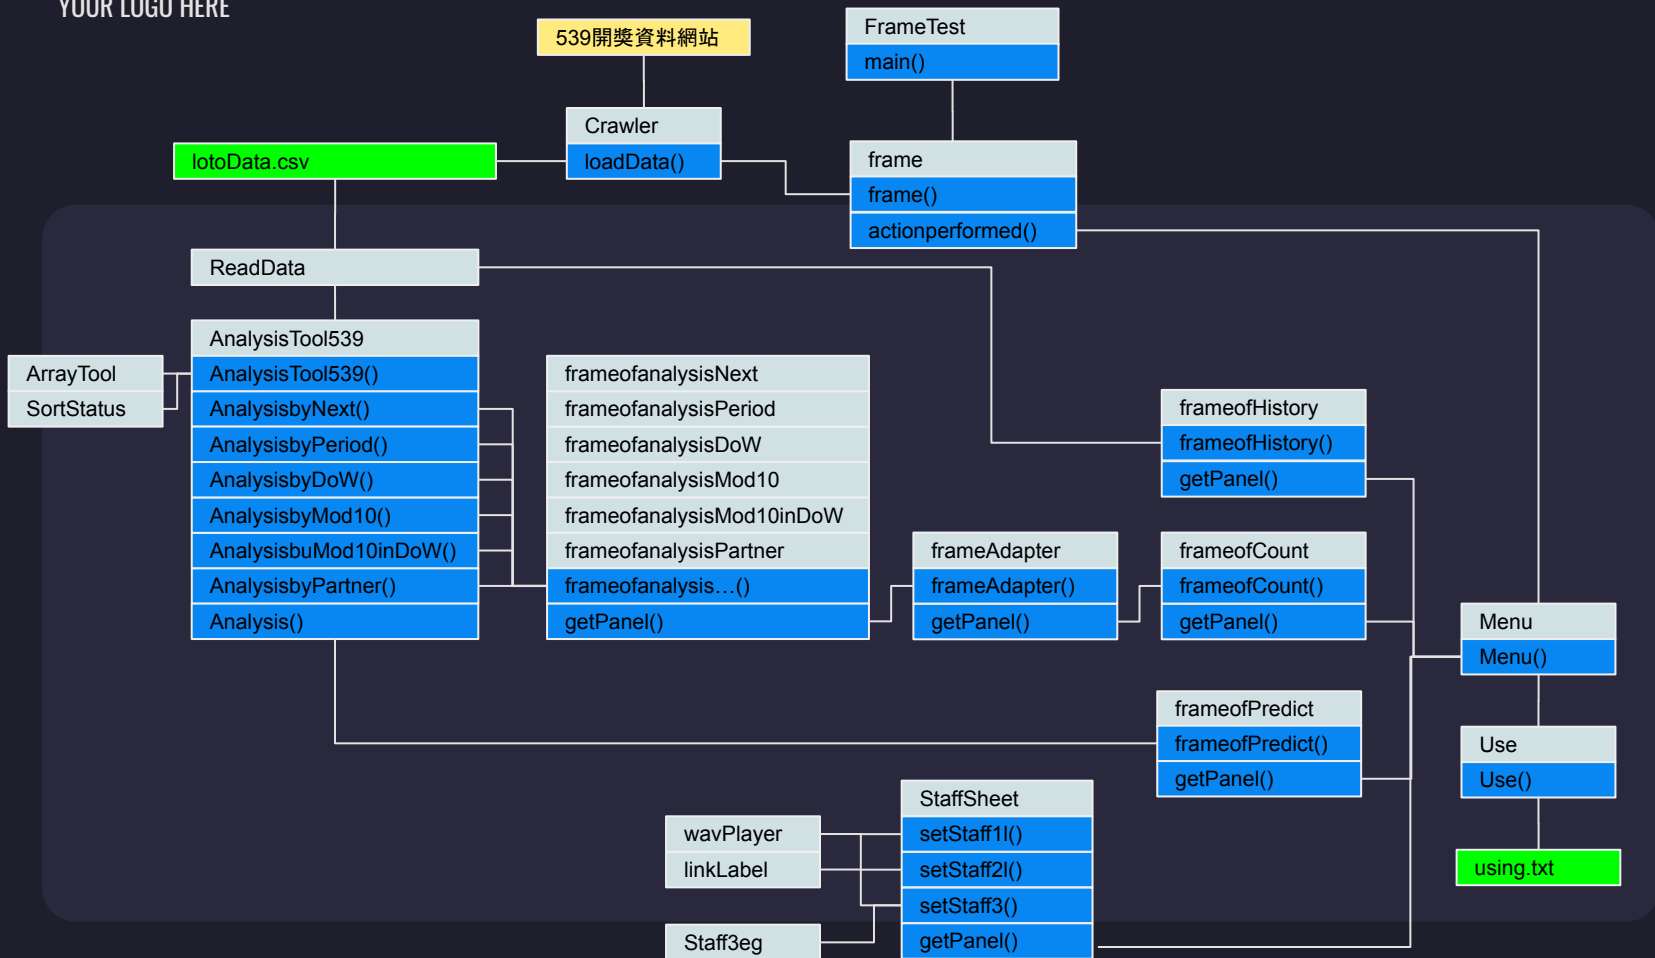 YOUR LOGO HERE
539開獎資料網站
FrameTest
main()
Crawler
loadData()
lotoData.csv
frame
frame()
actionperformed()
ReadData
AnalysisTool539
AnalysisTool539()
AnalysisbyNext()
AnalysisbyPeriod()
AnalysisbyDoW()
AnalysisbyMod10()
AnalysisbuMod10inDoW()
AnalysisbyPartner()
Analysis()
ArrayTool
SortStatus
frameofanalysisNext
frameofanalysisPeriod
frameofanalysisDoW
frameofanalysisMod10
frameofanalysisMod10inDoW
frameofanalysisPartner
frameofanalysis…()
getPanel()
frameAdapter
frameAdapter()
getPanel()
frameofHistory
frameofHistory()
getPanel()
frameofCount
frameofCount()
getPanel()
Menu
Menu()
frameofPredict
frameofPredict()
getPanel()
Use
Use()
using.txt
StaffSheet
setStaff1l()
setStaff2l()
setStaff3()
getPanel()
wavPlayer
linkLabel
Staff3eg